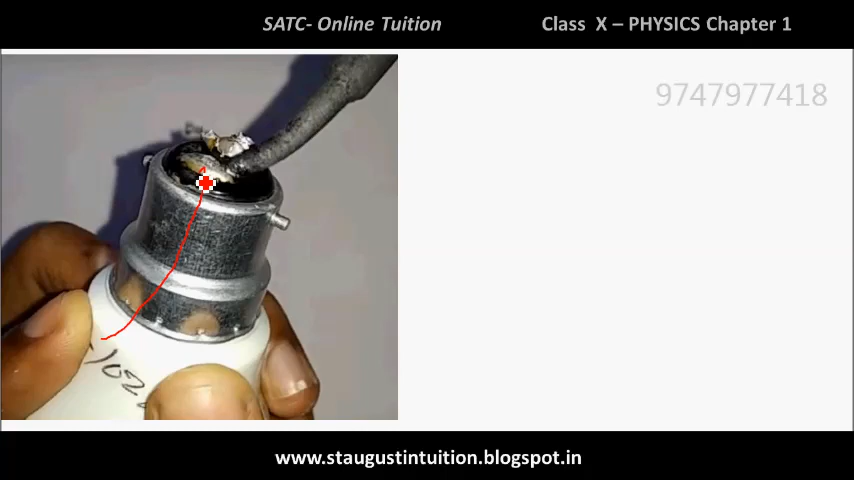 SATC- Online Tuition
Class X – PHYSICS Chapter 1
9747977418
www.staugustintuition.blogspot.in